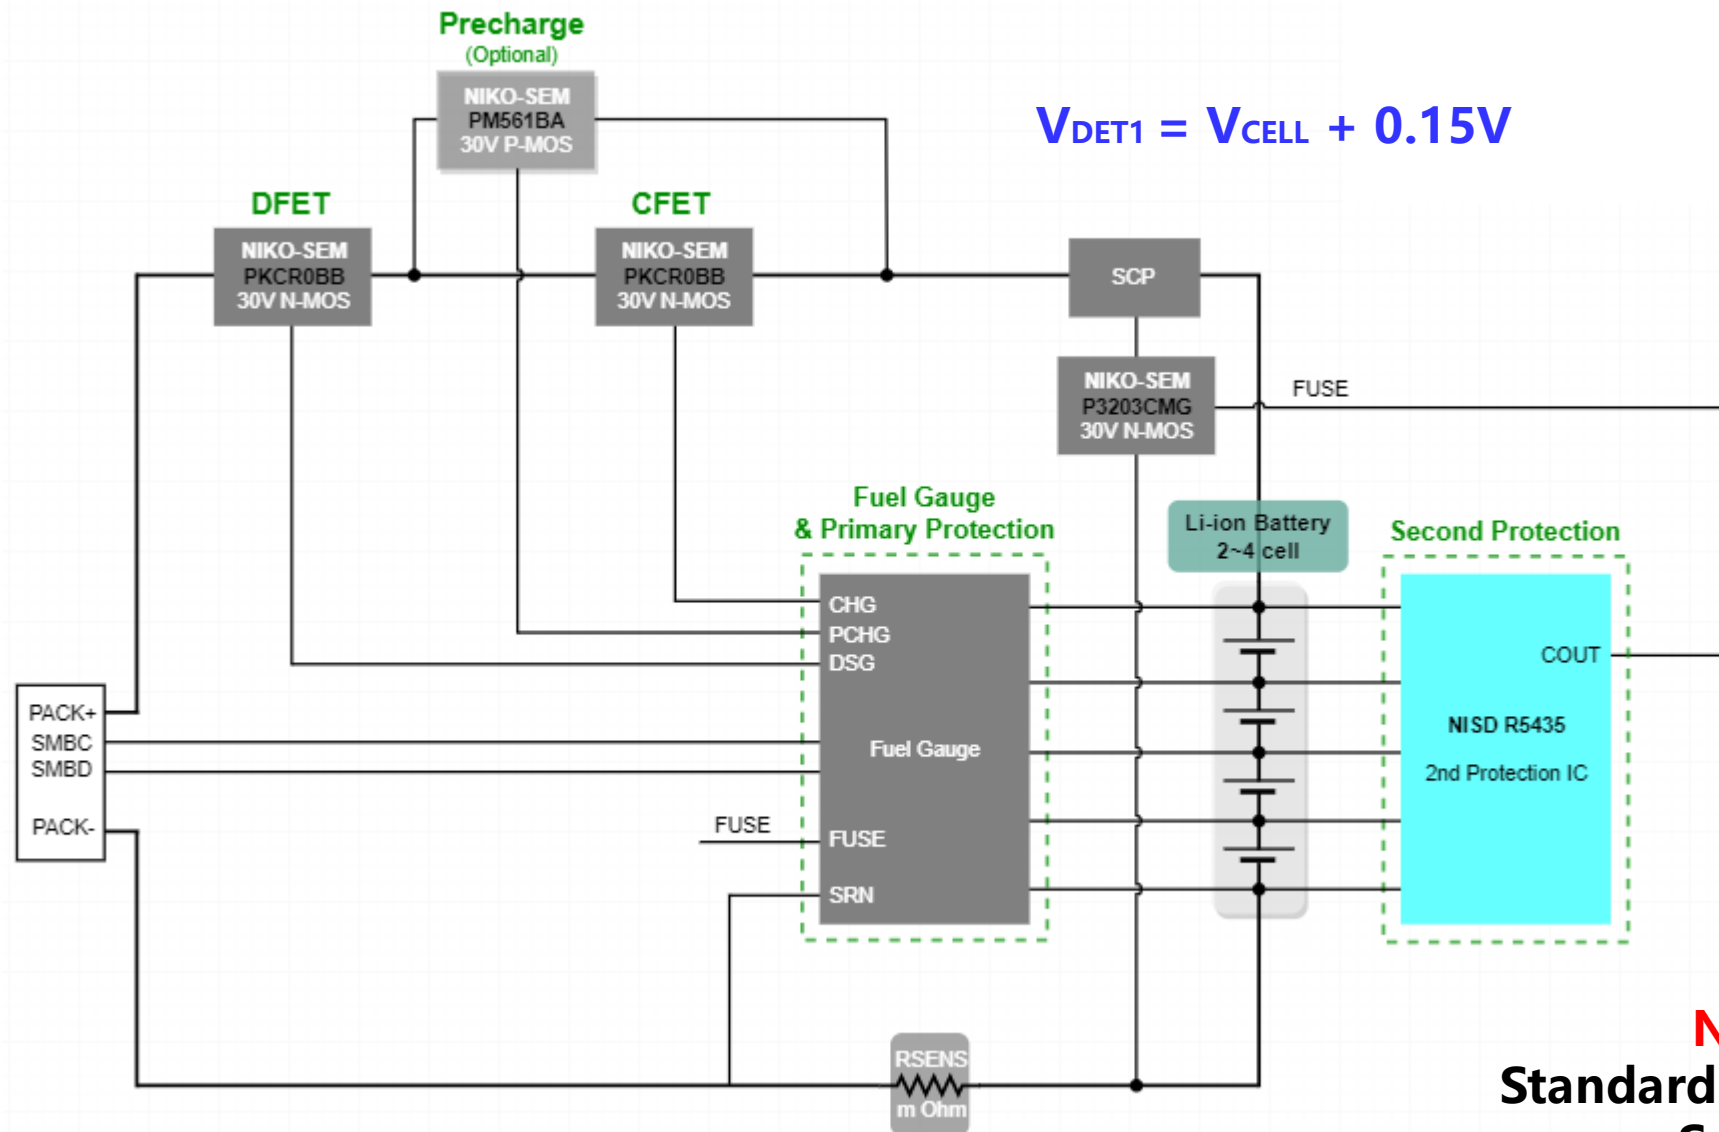 Precharge
(Optional)
NIKO-SEM
PM561BA
30V P-MOS
VDET1 = VCELL + 0.15V
DFET
NIKO-SEM
PKCR0BB
30V N-MOS
CFET
NIKO-SEM
PKCR0BB
30V N-MOS
SCP
NIKO-SEM
P3203CMG
30V N-MOS
FUSE
Fuel Gauge
& Primary Protection
Li-ion Battery
2~4 cell
Second Protection
CHG
PCHG
DSG
Fuel Gauge
FUSE
FUSE
SRN
COUT
NISD R5435
2nd Protection IC
PACK+
SMBC
SMBD
PACK-
RSENS
m Ohm
N
Standard